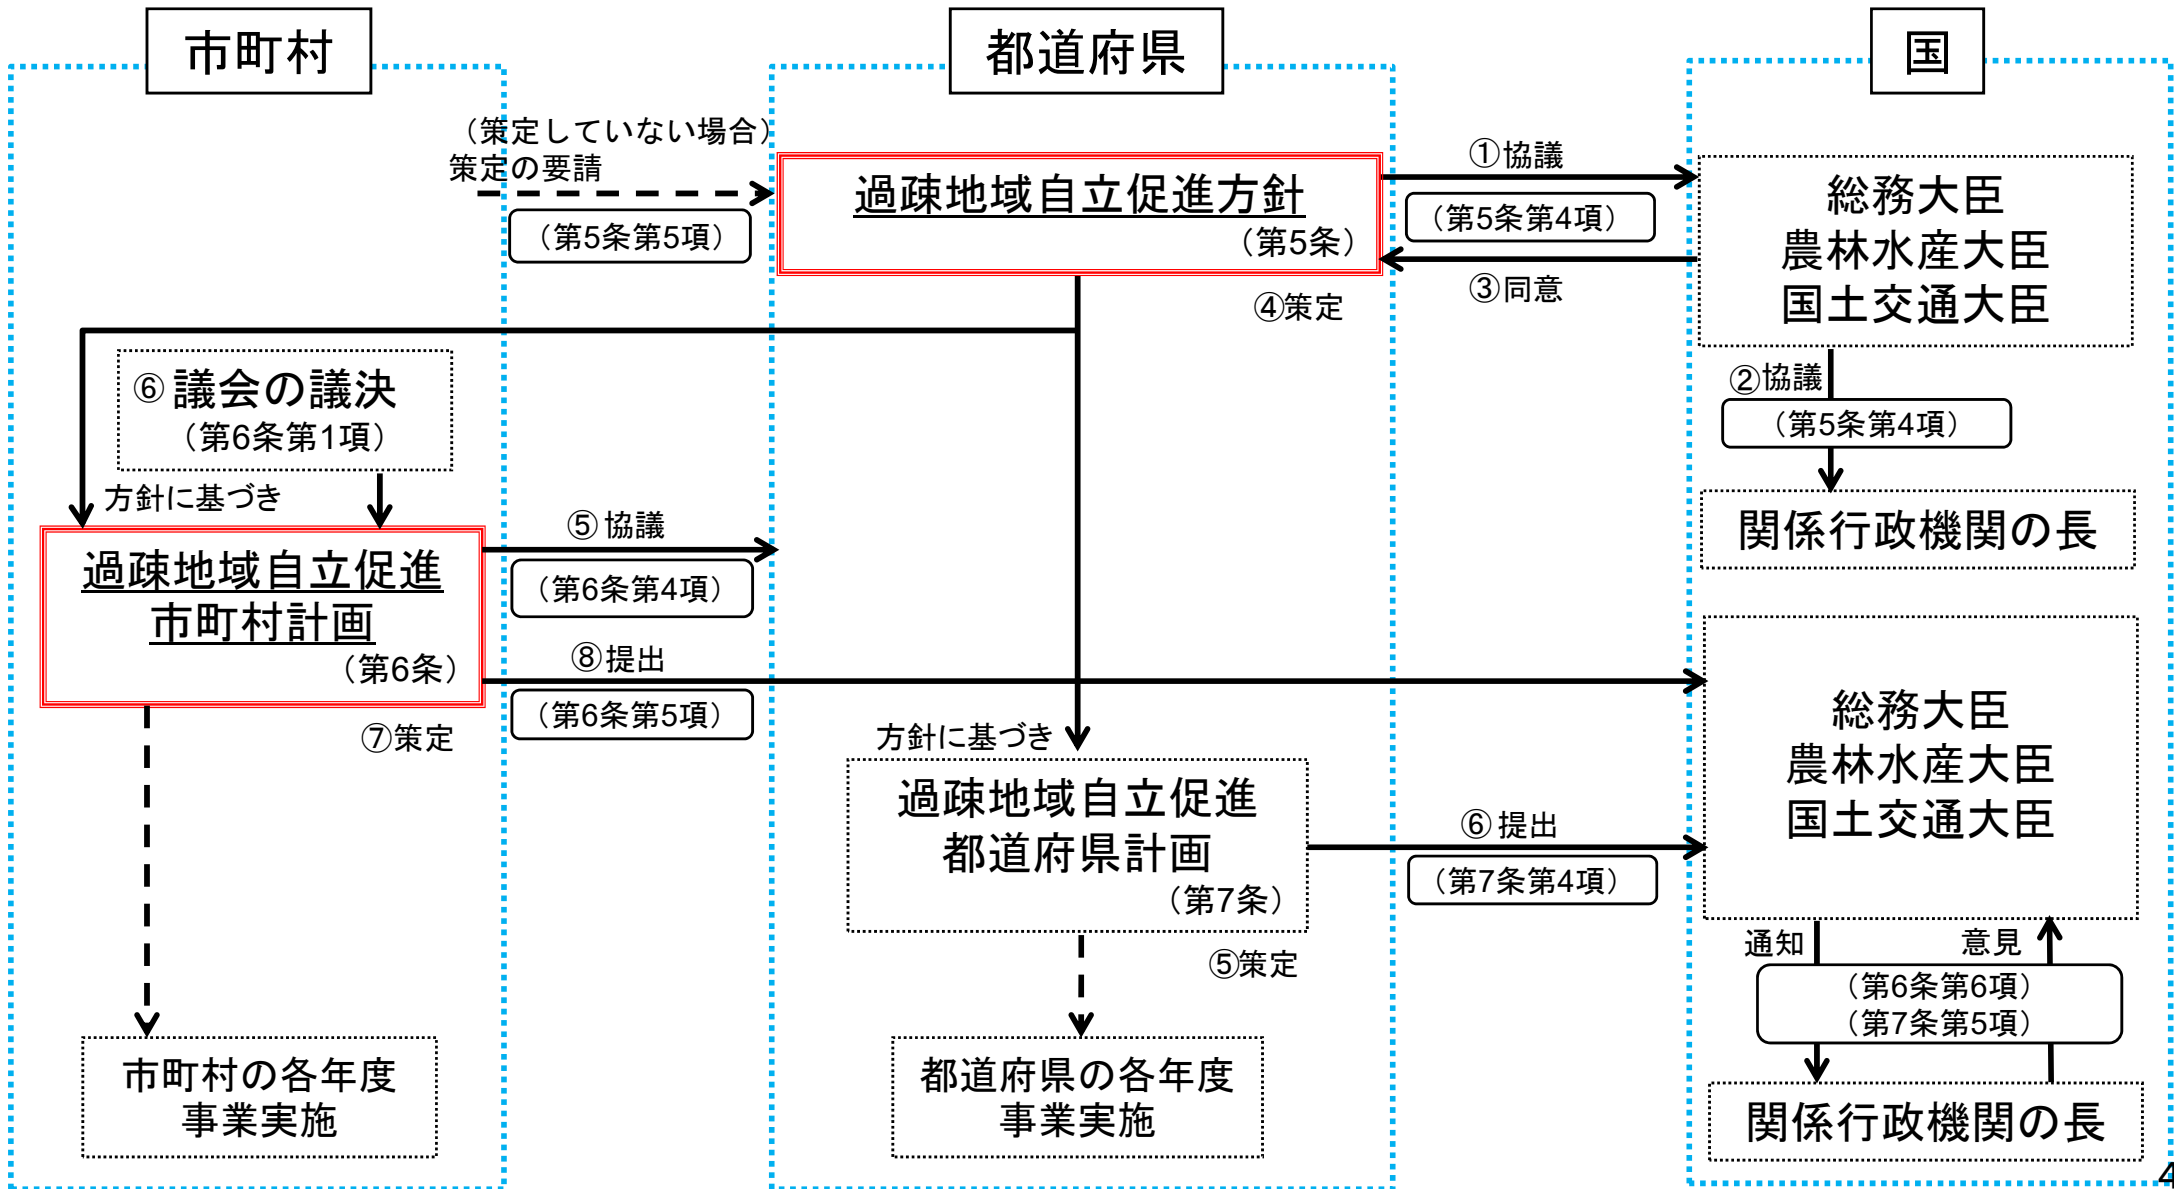 市町村
都道府県
国
（策定していない場合）
策定の要請
（第5条第5項）
過疎地域自立促進方針
（第5条）
④策定
①協議
（第5条第4項）
③同意
総務大臣
農林水産大臣
国土交通大臣
②協議
（第5条第4項）
関係行政機関の長
⑥議会の議決
（第6条第1項）
方針に基づき
過疎地域自立促進
市町村計画
（第6条）
⑦策定
⑤協議
（第6条第4項）
⑧提出
（第6条第5項）
方針に基づき
過疎地域自立促進
都道府県計画
（第7条）
⑤策定
⑥提出
（第7条第4項）
総務大臣
農林水産大臣
国土交通大臣
通知
意見
（第6条第6項）
（第7条第5項）
関係行政機関の長
市町村の各年度
事業実施
都道府県の各年度
事業実施
4